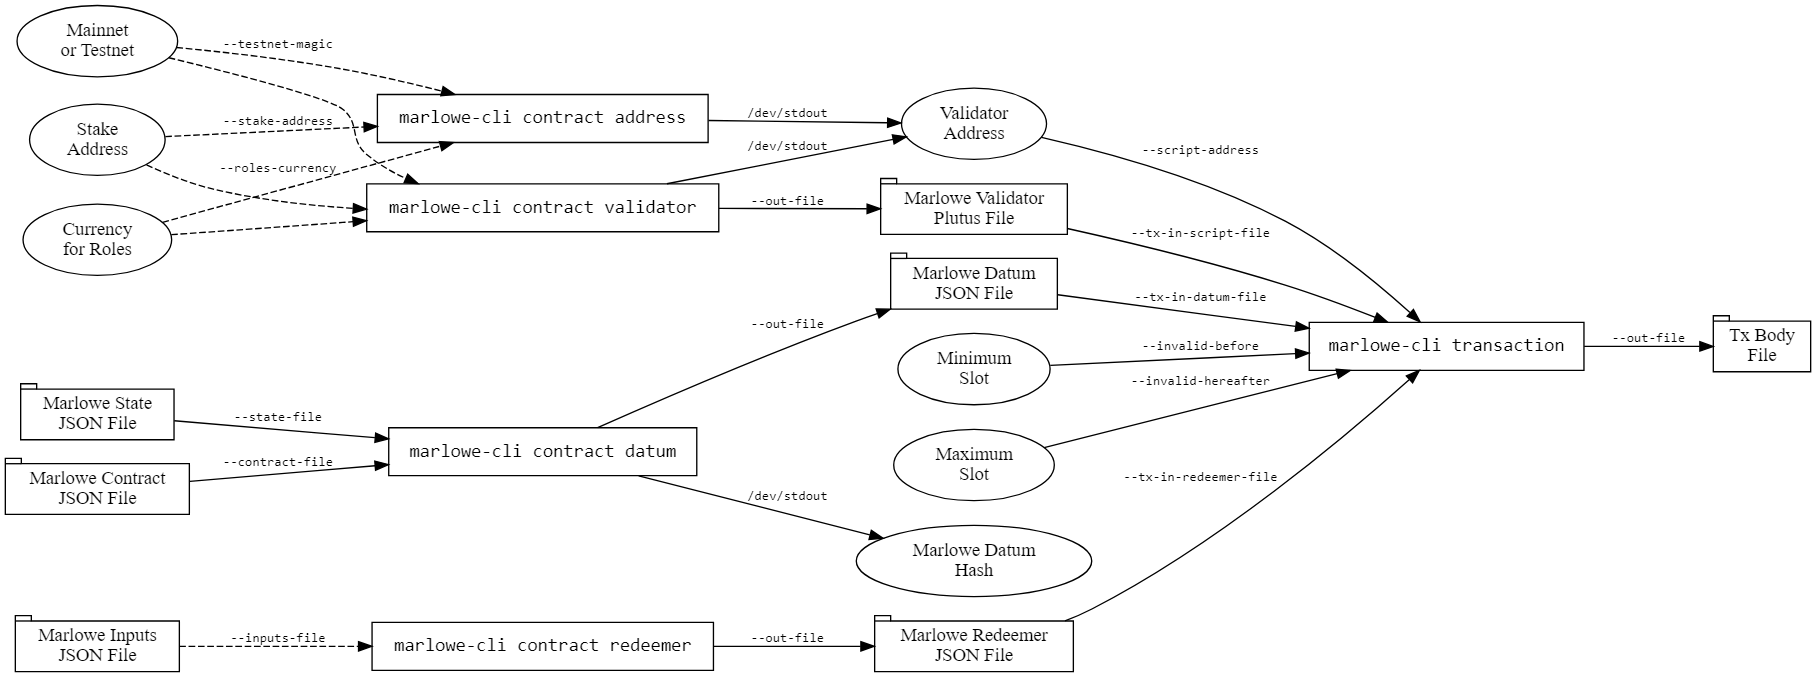 Mainnet
or Testnet
--testnet-magic
Stake
Address
--stake-address
--roles-currency
Currency
for Roles
marlowe-cli contract address
/dev/stdout
/dev/stdout
Validator
Address
--script-address
marlowe-cli contract validator
--out-file
Marlowe Validator
Plutus File
--tx-in-script-file
Marlowe Datum
JSON File
--tx-in-datum-file
--out-file
Minimum
Slot
--invalid-before
--invalid-hereafter
marlowe-cli transaction
--out-file
Tx Body
File
Marlowe State
JSON File
--state-file
Marlowe Contract
JSON File
--contract-file
marlowe-cli contract datum
Maximum
Slot
--tx-in-redeemer-file
/dev/stdout
Marlowe Datum
Hash
Marlowe Inputs
JSON File
--inputs-file
marlowe-cli contract redeemer
--out-file
Marlowe Redeemer
JSON File